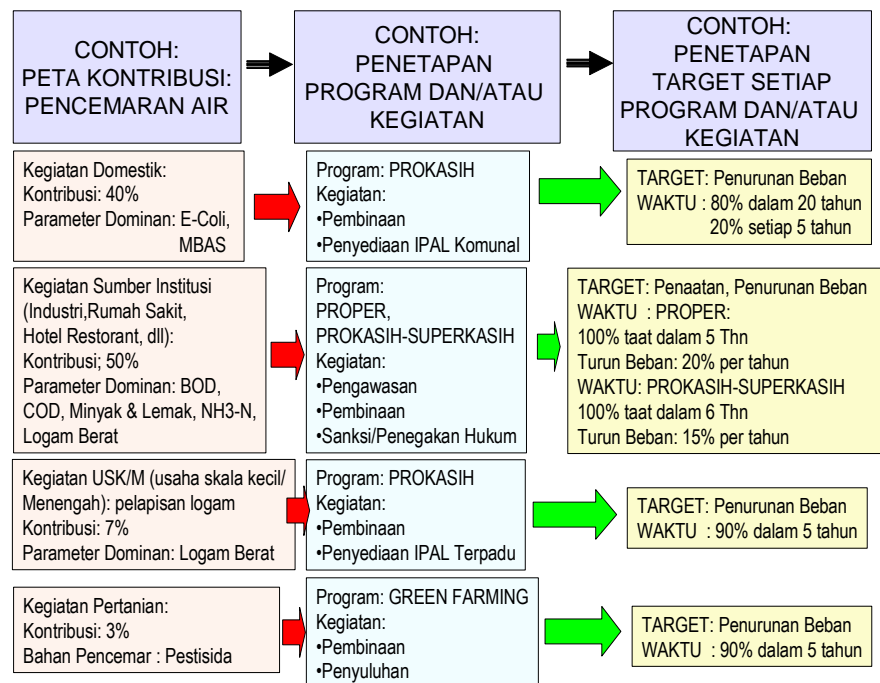 CONTOH:
PETA KONTRIBUSI:
PENCEMARAN AIR
CONTOH:
PENETAPAN
PROGRAM DAN/ATAU
KEGIATAN
CONTOH:
PENETAPAN
TARGET SETIAP
PROGRAM DAN/ATAU
KEGIATAN
Kegiatan Domestik:
Kontribusi: 40%
Parameter Dominan: E-Coli,
MBAS
Program: PROKASIH
Kegiatan:
•Pembinaan
•Penyediaan IPAL Komunal
TARGET: Penurunan Beban
WAKTU : 80% dalam 20 tahun
20% setiap 5 tahun
Kegiatan Sumber Institusi
(Industri,Rumah Sakit,
Hotel Restorant, dll):
Kontribusi; 50%
Parameter Dominan: BOD,
COD, Minyak & Lemak, NH3-N,
Logam Berat
Program:
PROPER,
PROKASIH-SUPERKASIH
Kegiatan:
•Pengawasan
•Pembinaan
•Sanksi/Penegakan Hukum
TARGET: Penaatan, Penurunan Beban
WAKTU : PROPER:
100% taat dalam 5 Thn
Turun Beban: 20% per tahun
WAKTU: PROKASIH-SUPERKASIH
100% taat dalam 6 Thn
Turun Beban: 15% per tahun
Kegiatan USK/M (usaha skala kecil/
Menengah): pelapisan logam
Kontribusi: 7%
Parameter Dominan: Logam Berat
Program: PROKASIH
Kegiatan:
•Pembinaan
•Penyediaan IPAL Terpadu
TARGET: Penurunan Beban
WAKTU : 90% dalam 5 tahun
Kegiatan Pertanian:
Kontribusi: 3%
Bahan Pencemar : Pestisida
Program: GREEN FARMING
Kegiatan:
•Pembinaan
•Penyuluhan
TARGET: Penurunan Beban
WAKTU : 90% dalam 5 tahun